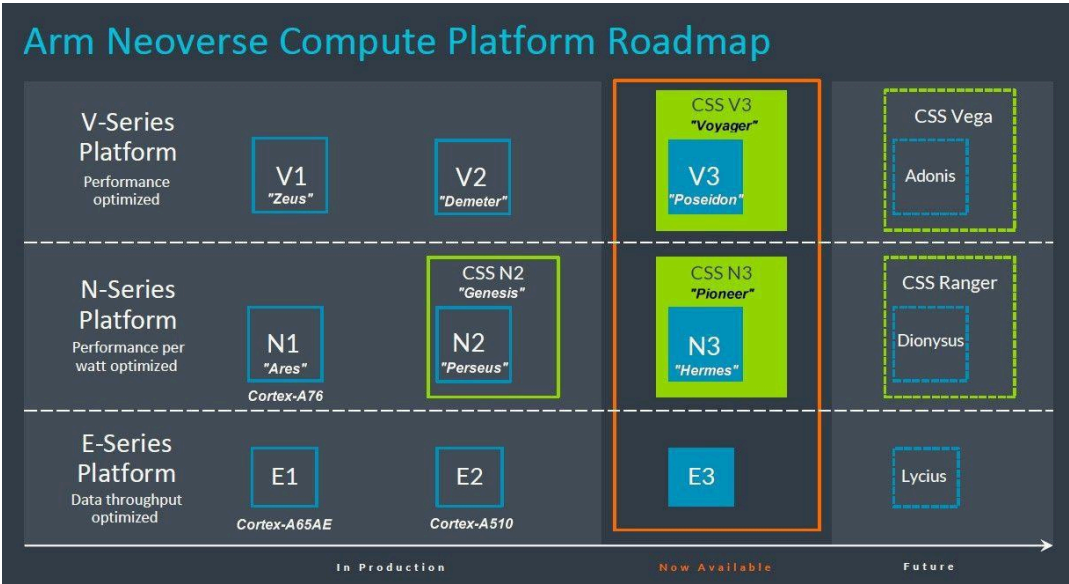 Arm Neoverse Compute Platform Roadmap
V-Series
Platform
Performance
optimized
V1
"Zeus"
V2
"Demeter"
CSS V3
"Voyager"
V3
"Poseidon"
CSS Vega
Adonis
N-Series
Platform
Performance per
watt optimized
N1
"Ares"
Cortex-A76
CSS N2
"Genesis"
N2
"Perseus"
CSS N3
"Pioneer"
N3
"Hermes"
CSS Ranger
Dionysus
E-Series
Platform
Data throughput
optimized
E1
Cortex-A65AE
E2
Cortex-A510
E3
Lycius
In Production
Now Available
Future